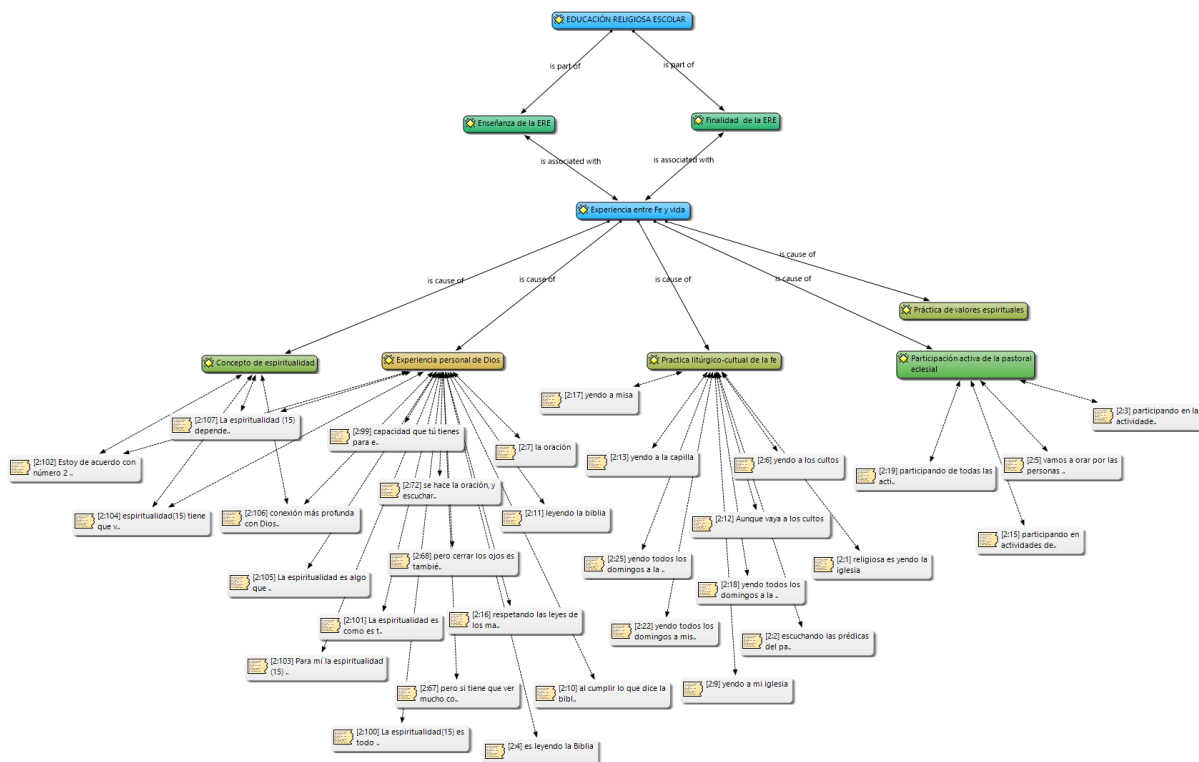 EDUCACIÓN RELIGIOSA ESCOLAR
is part of
is part of
Enseñanza de la ERE
Finalidad de la ERE
is associated with
is associated with
Experiencia entre Fe y vida
is cause of
is cause of
is cause of
is cause of
is cause of
Práctica de valores espirituales
Concepto de espiritualidad
Experiencia personal de Dios
Practica litúrgico-cultual de la fe
Participación activa de la pastoral
eclesial
[2:17] yendo a misa
[2:3] participando en las
actividade..
[2:107] La espiritualidad (15)
depende..
[2:99] capacidad que tú tienes
para e..
[2:7] la oración
[2:13] yendo a la capilla
[2:6] yendo a los cultos
[2:5] vamos a orar por las
personas ..
[2:102] Estoy de acuerdo con
número 2 ..
[2:19] participando de todas las
acti..
[2:72] se hace la oración, y
escuchar..
[2:104] espiritualidad(15) tiene
que v..
[2:106] conexión más profunda
con Dios..
[2:11] leyendo la biblia
[2:12] Aunque vaya a los cultos
[2:15] participando en
actividades de..
[2:68] pero cerrar los ojos es
tambié..
[2:25] yendo todos los
domingos a la ..
[2:1] religiosa es yendo la
iglesia
[2:105] La espiritualidad es algo
que ..
[2:18] yendo todos los
domingos a la ..
[2:101] La espiritualidad es
como es t..
[2:16] respetando las leyes de
los ma..
[2:22] yendo todos los
domingos a mis..
[2:2] escuchando las prédicas
del pa..
[2:103] Para mí la espiritualidad
(15) ..
[2:67] pero si tiene que ver
mucho co..
[2:10] al cumplir lo que dice la
bibl..
[2:9] yendo a mi iglesia
[2:100] La espiritualidad(15) es
todo ..
[2:4] es leyendo la Biblia